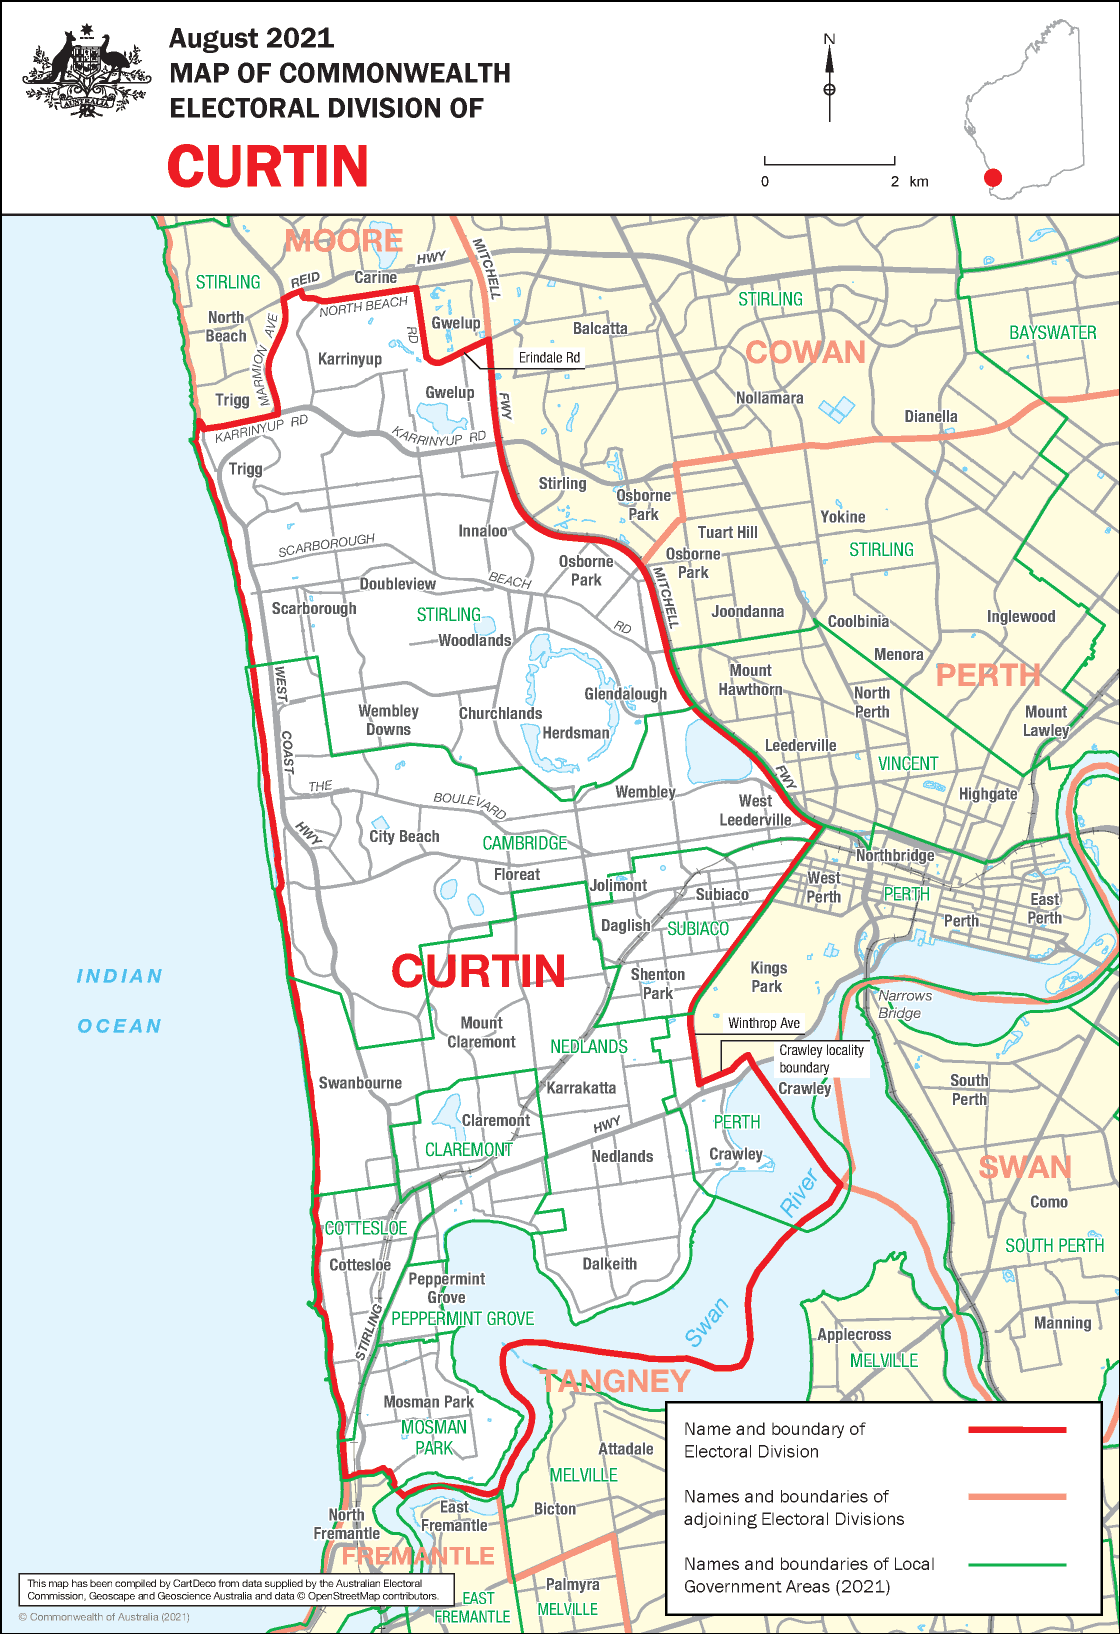 August 2021
MAP OF COMMONWEALTH
ELECTORAL DIVISION OF
CURTIN
AUSTRALIA
N
0 2 km
MOORE
STIRLING
REID
HWY
Carine
MITCHELL
North
Beach
MARMION AVE
NORTH BEACH
RD
Gwelup
Balcatta
STIRLING
BAYSWATER
COWAN
Karrinyup
Erindale Rd
Trigg
Gwelup
FWY
Nollamara
Dianella
KARRINYUP RD
KARRINYUP RD
Trigg
Stirling
Osborne
Park
Yokine
Innaloo
Tuart Hill
SCARBOROUGH
Osborne
Park
Osborne
Park
STIRLING
Doubleview
BEACH
MITCHELL
Scarborough
STIRLING
RD
Joondanna
Coolbinia
Inglewood
Woodlands
Menora
WEST
Mount
Hawthorn
PERTH
Glendalough
North
Perth
Wembley
Downs
Churchlands
Herdsman
Mount
Lawley
COAST
Leederville
VINCENT
FWY
THE
BOULEVARD
Wembley
West
Leederville
Highgate
HWY
City Beach
CAMBRIDGE
Northbridge
Floreat
Jolimont
Subiaco
West
Perth
PERTH
East
Perth
Daglish
SUBIACO
Perth
CURTIN
Shenton
Park
Kings
Park
INDIAN
OCEAN
Narrows
Bridge
Winthrop Ave
Mount
Claremont
NEDLANDS
Crawley locality
boundary
Swanbourne
Karrakatta
Crawley
South
Perth
Claremont
HWY
PERTH
CLAREMONT
Nedlands
Crawley
SWAN
River
Como
COTTESLOE
SOUTH PERTH
Cottesloe
Dalkeith
Peppermint
Grove
PEPPERMINT GROVE
STIRLING
Swan
Applecross
Manning
MELVILLE
TANGNEY
Mosman Park
MOSMAN
PARK
Attadale
MELVILLE
Name and boundary of
Electoral Division
Names and boundaries of
adjoining Electoral Divisions
Names and boundaries of Local
Government Areas (2021)
North
Fremantle
East
Fremantle
Bicton
FREMANTLE
Palmyra
EAST
FREMANTLE
MELVILLE
This map has been compiled by CartDeco from data supplied by the Australian Electoral
Commission, Geoscape and Geoscience Australia and data © OpenStreetMap contributors.
© Commonwealth of Australia (2021)